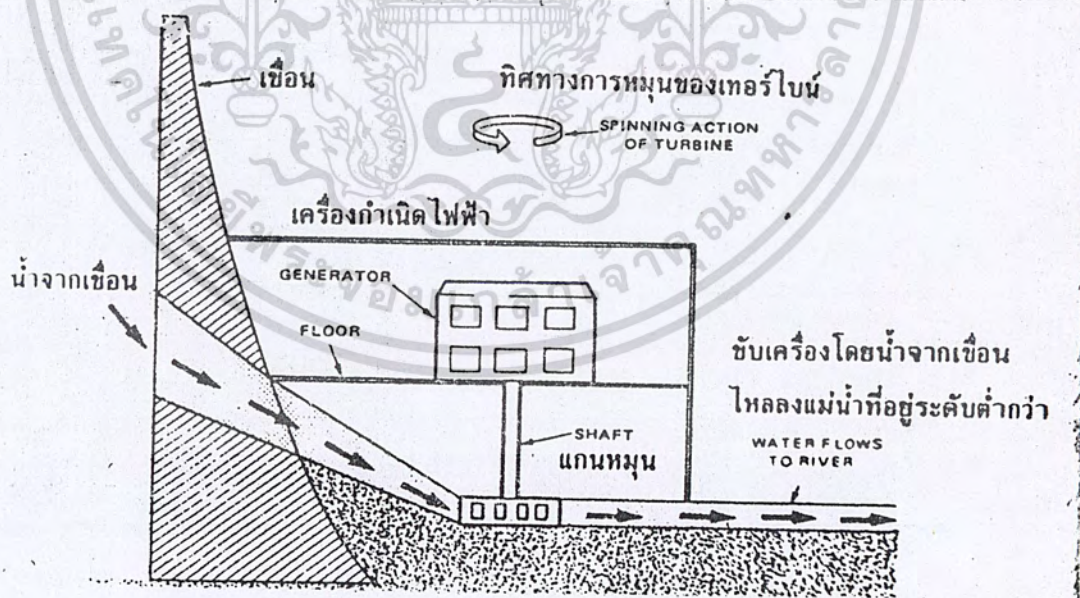 เขื่อน
ทิศทางการหมุนของเทอร์ไบน์
SPINNING ACTION
OF TURBINE
เครื่องกำเนิดไฟฟ้า
น้ำจากเขื่อน
GENERATOR
FLOOR
ขับเครื่องโดยน้ำจากเขื่อน
ไหลลงแม่น้ำที่อยู่ระดับต่ำกว่า
WATER FLOWS
TO RIVER
SHAFT
แกนหมุน